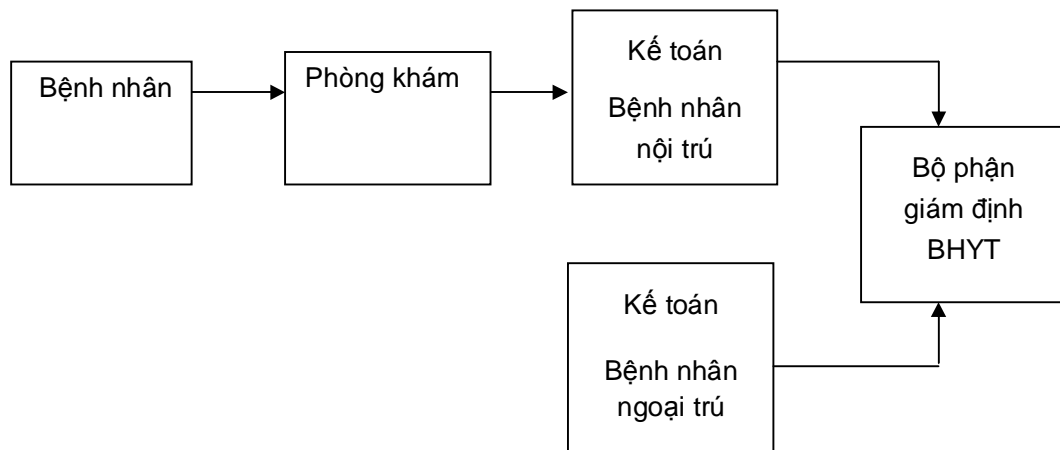 Bệnh nhân
Phòng khám
Kế toán
Bệnh nhân
nội trú
Bộ phận
giám định
BHYT
Kế toán
Bệnh nhân
ngoại trú